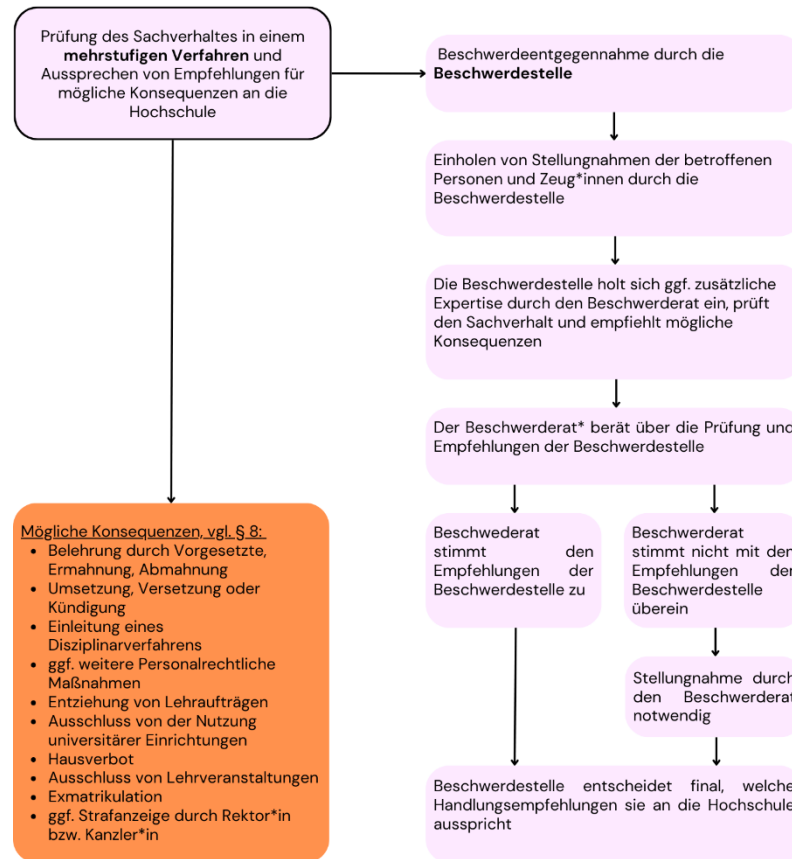 Prüfung des Sachverhaltes in einem
mehrstufigen Verfahren und
Aussprechen von Empfehlungen für
mögliche Konsequenzen an die
Hochschule
Beschwerdeentgegennahme durch die
Beschwerdestelle
Einholen von Stellungnahmen der betroffenen
Personen und Zeug*innen durch die
Beschwerdestelle
Die Beschwerdestelle holt sich ggf. zusätzliche
Expertise durch den Beschwerderat ein, prüft
den Sachverhalt und empfiehlt mögliche
Konsequenzen
Der Beschwerderat* berät über die Prüfung und
Empfehlungen der Beschwerdestelle
Beschwederat
stimmt den
Empfehlungen der
Beschwerdestelle zu
Beschwerderat
stimmt nicht mit den
Empfehlungen der
Beschwerdestelle
überein
Stellungnahme durch
den Beschwerderat
notwendig
Beschwerdestelle entscheidet final, welche
Handlungsempfehlungen sie an die Hochschule
ausspricht
Mögliche Konsequenzen, vgl. § 8:
• Belehrung durch Vorgesetzte,
Ermahnung, Abmahnung
• Umsetzung, Versetzung oder
Kündigung
• Einleitung eines
Disziplinarverfahrens
• ggf. weitere Personalrechtliche
Maßnahmen
• Entziehung von Lehraufträgen
• Ausschluss von der Nutzung
universitärer Einrichtungen
• Hausverbot
• Ausschluss von Lehrveranstaltungen
• Exmatrikulation
• ggf. Strafanzeige durch Rektor*in
bzw. Kanzler*in